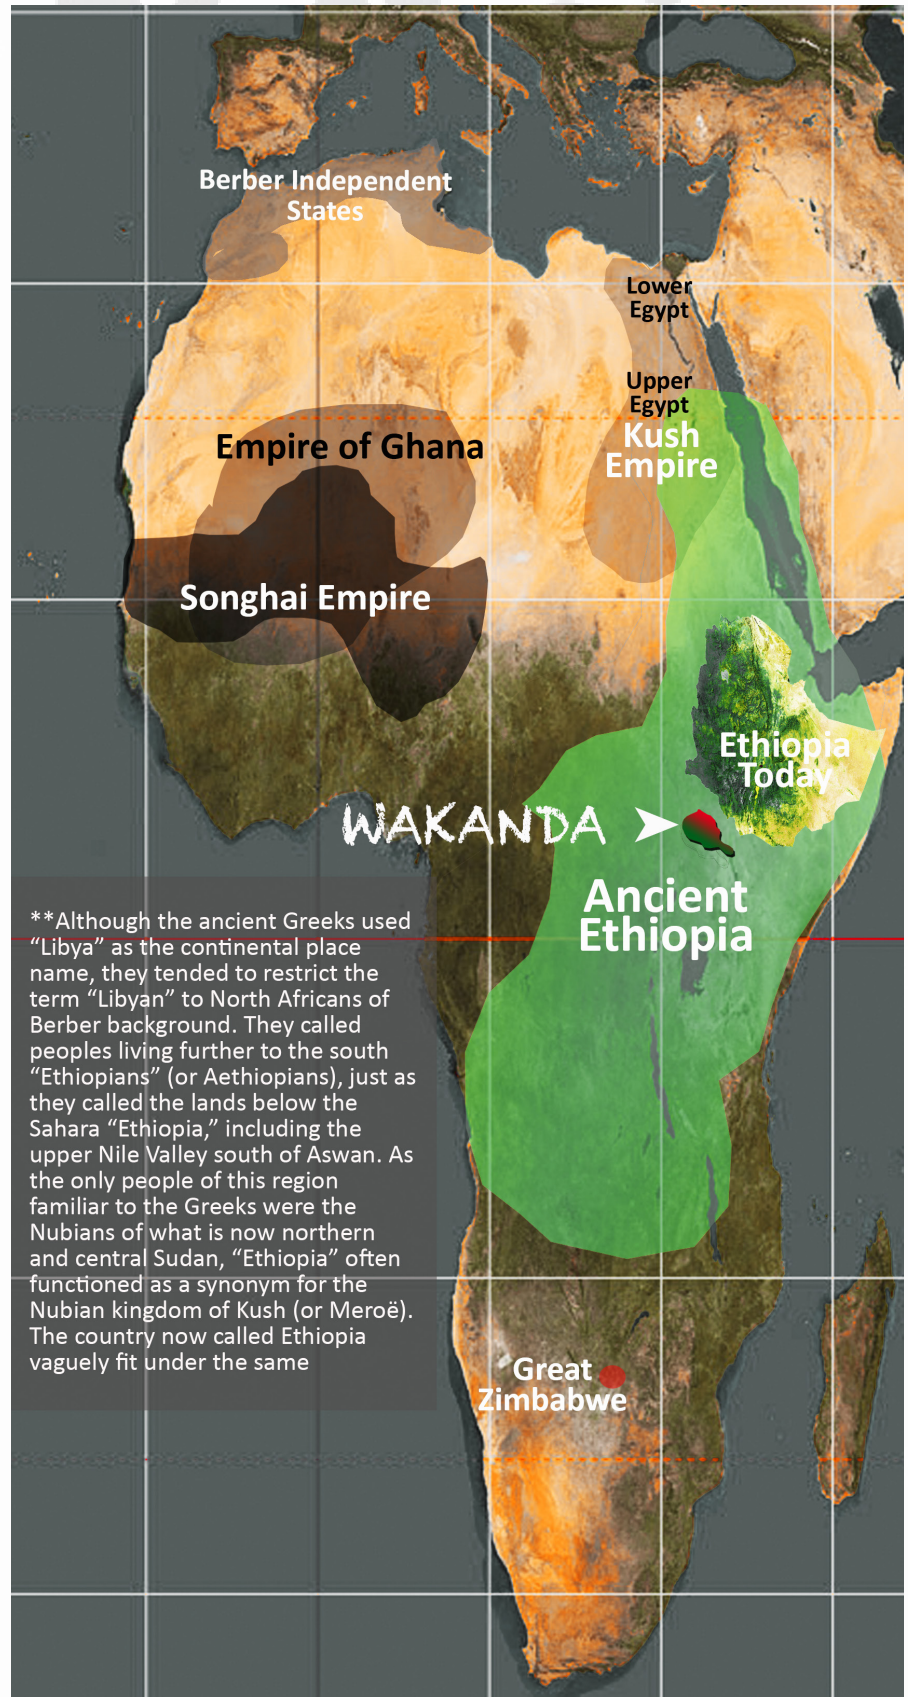 Berber Independent
States
Lower
Egypt
Upper
Egypt
Kush
Empire
Empire of Ghana
Songhai Empire
Ethiopia
Today
WAKANDA
Ancient
Ethiopia
**Although the ancient Greeks used
“Libya” as the continental place
name, they tended to restrict the
term “Libyan” to North Africans of
Berber background. They called
peoples living further to the south
“Ethiopians” (or Aethiopians), just as
they called the lands below the
Sahara “Ethiopia,” including the
upper Nile Valley south of Aswan. As
the only people of this region
familiar to the Greeks were the
Nubians of what is now northern
and central Sudan, “Ethiopia” often
functioned as a synonym for the
Nubian kingdom of Kush (or Meroë).
The country now called Ethiopia
vaguely fit under the same
Great
Zimbabwe